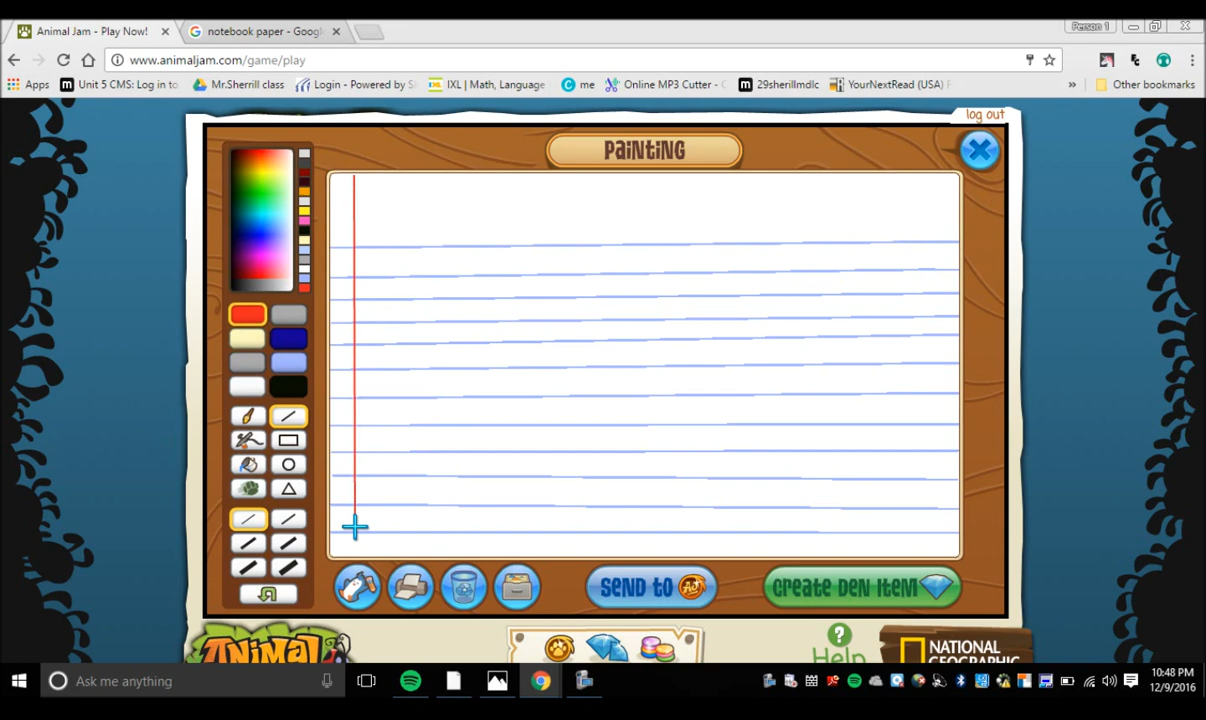 Animal Jam - Play Now!
notebook paper - Goog
Person 1
www.animaljam.com/game/play
Apps
Unit 5 CMS: Log in to
Mr.Sherrill class
Login - Powered by S
IXL | Math, Language
me
Online MP3 Cutter -
29sherillmdlc
YourNextRead (USA)
»
Other bookmarks
log out
PAINTING
SEND TO AJ
CREATE DEN ITEM
ANIMAL
Help
NATIONAL
GEOGRAPHIC
Ask me anything
10:48 PM
12/9/2016